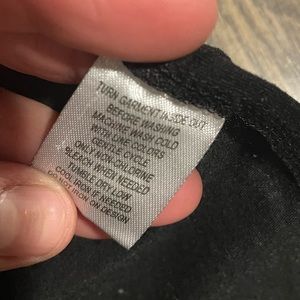 TURN GARMENT INSIDE OUT
BEFORE WASHING
MACHINE WASH COLD
WITH LIKE COLORS
GENTLE CYCLE
ONLY NON-CHLORINE
BLEACH WHEN NEEDED
TUMBLE DRY LOW
COOL IRON IF NEEDED
DO NOT IRON ON DESIGN